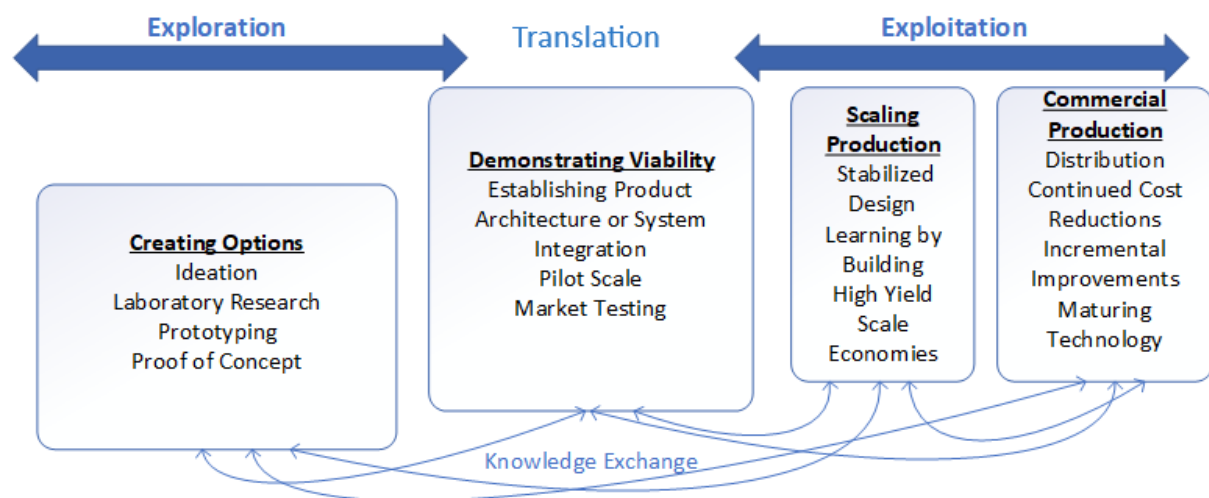 Exploration
Translation
Exploitation
Creating Options
Ideation
Laboratory Research
Prototyping
Proof of Concept
Demonstrating Viability
Establishing Product
Architecture or System
Integration
Pilot Scale
Market Testing
Scaling
Production
Stabilized
Design
Learning by
Building
High Yield
Scale
Economies
Commercial
Production
Distribution
Continued Cost
Reductions
Incremental
Improvements
Maturing
Technology
Knowledge Exchange